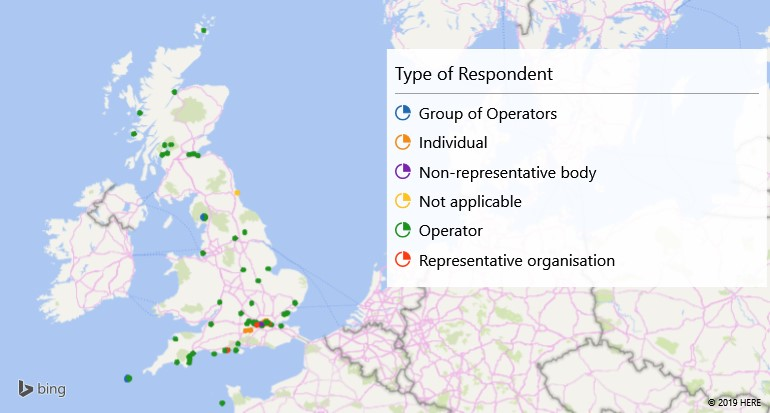 Type of Respondent
Group of Operators
Individual
Non-representative body
Not applicable
Operator
Representative organisation
bing
© 2019 HERE